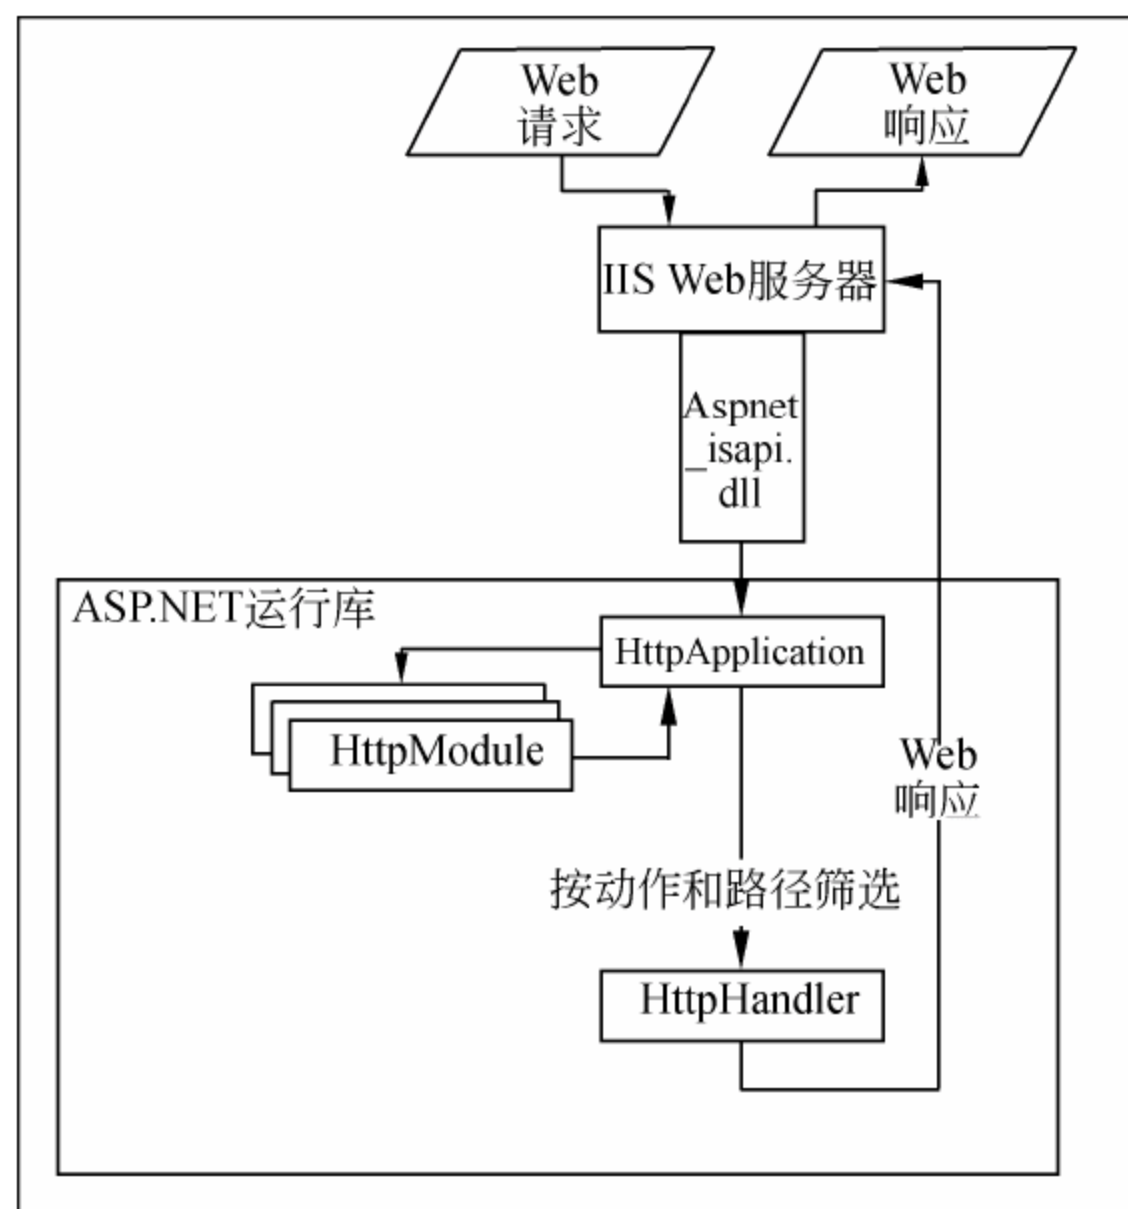 Web
请求
Web
响应
IIS Web服务器
Aspnet
_isapi.
dll
ASP.NET运行库
HttpApplication
HttpModule
Web
响应
按动作和路径筛选
HttpHandler